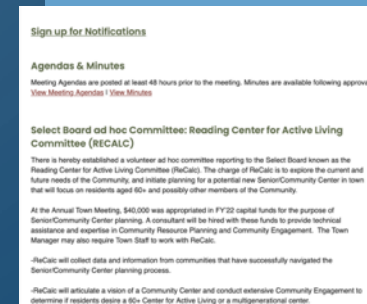 Sign up for Notifications
Agendas & Minutes
Meeting Agendas are posted at least 48 hours prior to the meeting. Minutes are available following approva
View Meeting Agendas / View Minutes
Select Board ad hoc Committee: Reading Center for Active Living
Committee (RECALC)
There is hereby established a volunteer ad hoc committee reporting to the Select Board known as the
Reading Center for Active Living Committee (ReCalc). The charge of ReCalc is to explore the current and
future needs of the Community, and initiate planning for a potential new Senior/Community Center in town
that will focus on residents aged 60+ and possibly other members of the Community.
At the Annual Town Meeting, $40,000 was appropriated in FY'22 capital funds for the purpose of
Senior/Community Center planning. A consultant will be hired with these funds to provide technical
assistance and expertise in Community Resource Planning and Community Engagement. The Town
Manager may also require Town Staff to work with ReCalc.
-ReCalc will collect data and information from communities that have successfully navigated the
Senior/Community Center planning process.
-ReCalc will articulate a vision of a Community Center and conduct extensive Community Engagement to
determine if residents desire a 60+ Center for Active Living or a multigenerational center.